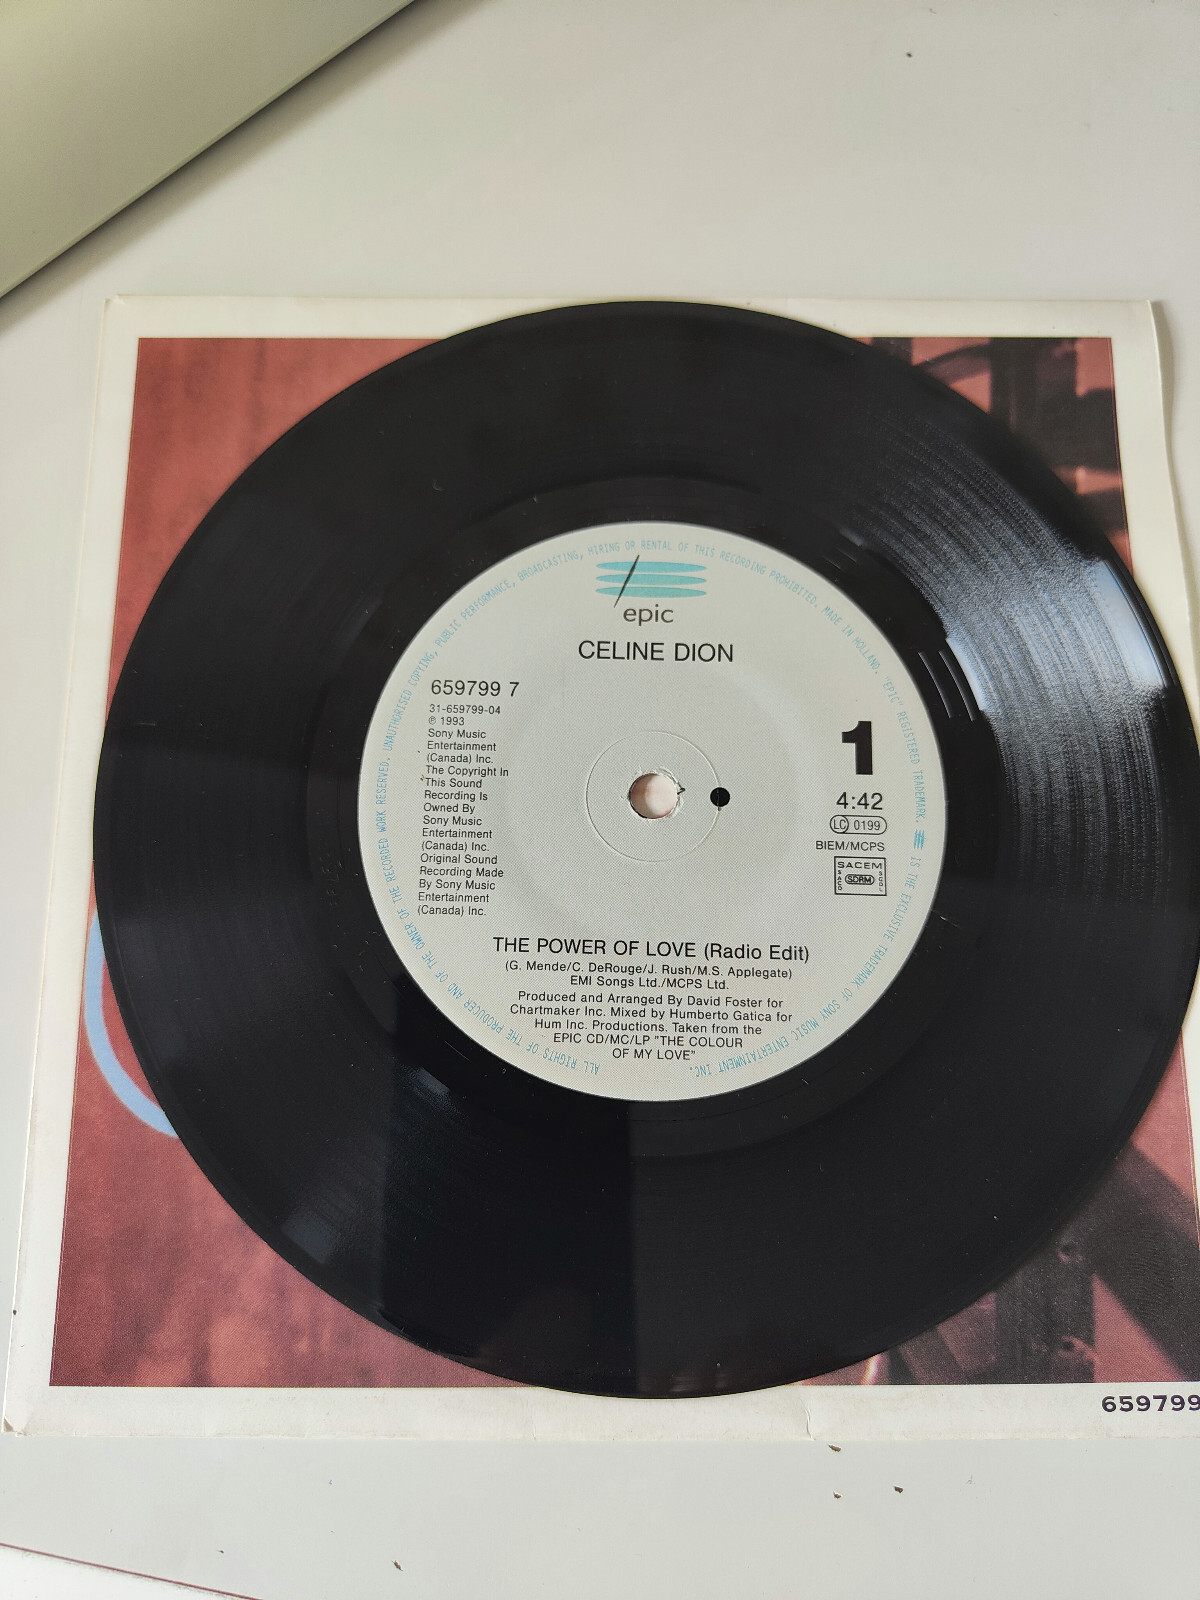 epic
CELINE DION
659799 7
31-659799-04
℗ 1993
Sony Music
Entertainment
(Canada) Inc.
The Copyright In
This Sound
Recording Is
Owned By
Sony Music
Entertainment
(Canada) Inc.
Original Sound
Recording Made
By Sony Music
Entertainment
(Canada) Inc.
1
4:42
LC 0199
BIEM/MCPS
SACEM
SACD SDRM SCGL
THE POWER OF LOVE (Radio Edit)
(G. Mende/C. DeRouge/J. Rush/M.S. Applegate)
EMI Songs Ltd./MCPS Ltd.
Produced and Arranged By David Foster for
Chartmaker Inc. Mixed by Humberto Gatica for
Hum Inc. Productions. Taken from the
EPIC CD/MC/LP "THE COLOUR
OF MY LOVE"
ALL RIGHTS OF THE PRODUCER AND OF THE OWNER OF THE RECORDED WORK RESERVED. UNAUTHORISED COPYING, PUBLIC PERFORMANCE, BROADCASTING, HIRING OR RENTAL OF THIS RECORDING PROHIBITED. MADE IN HOLLAND. "EPIC" REGISTERED TRADEMARK. IS THE EXCLUSIVE TRADEMARK OF SONY MUSIC ENTERTAINMENT INC.
659799